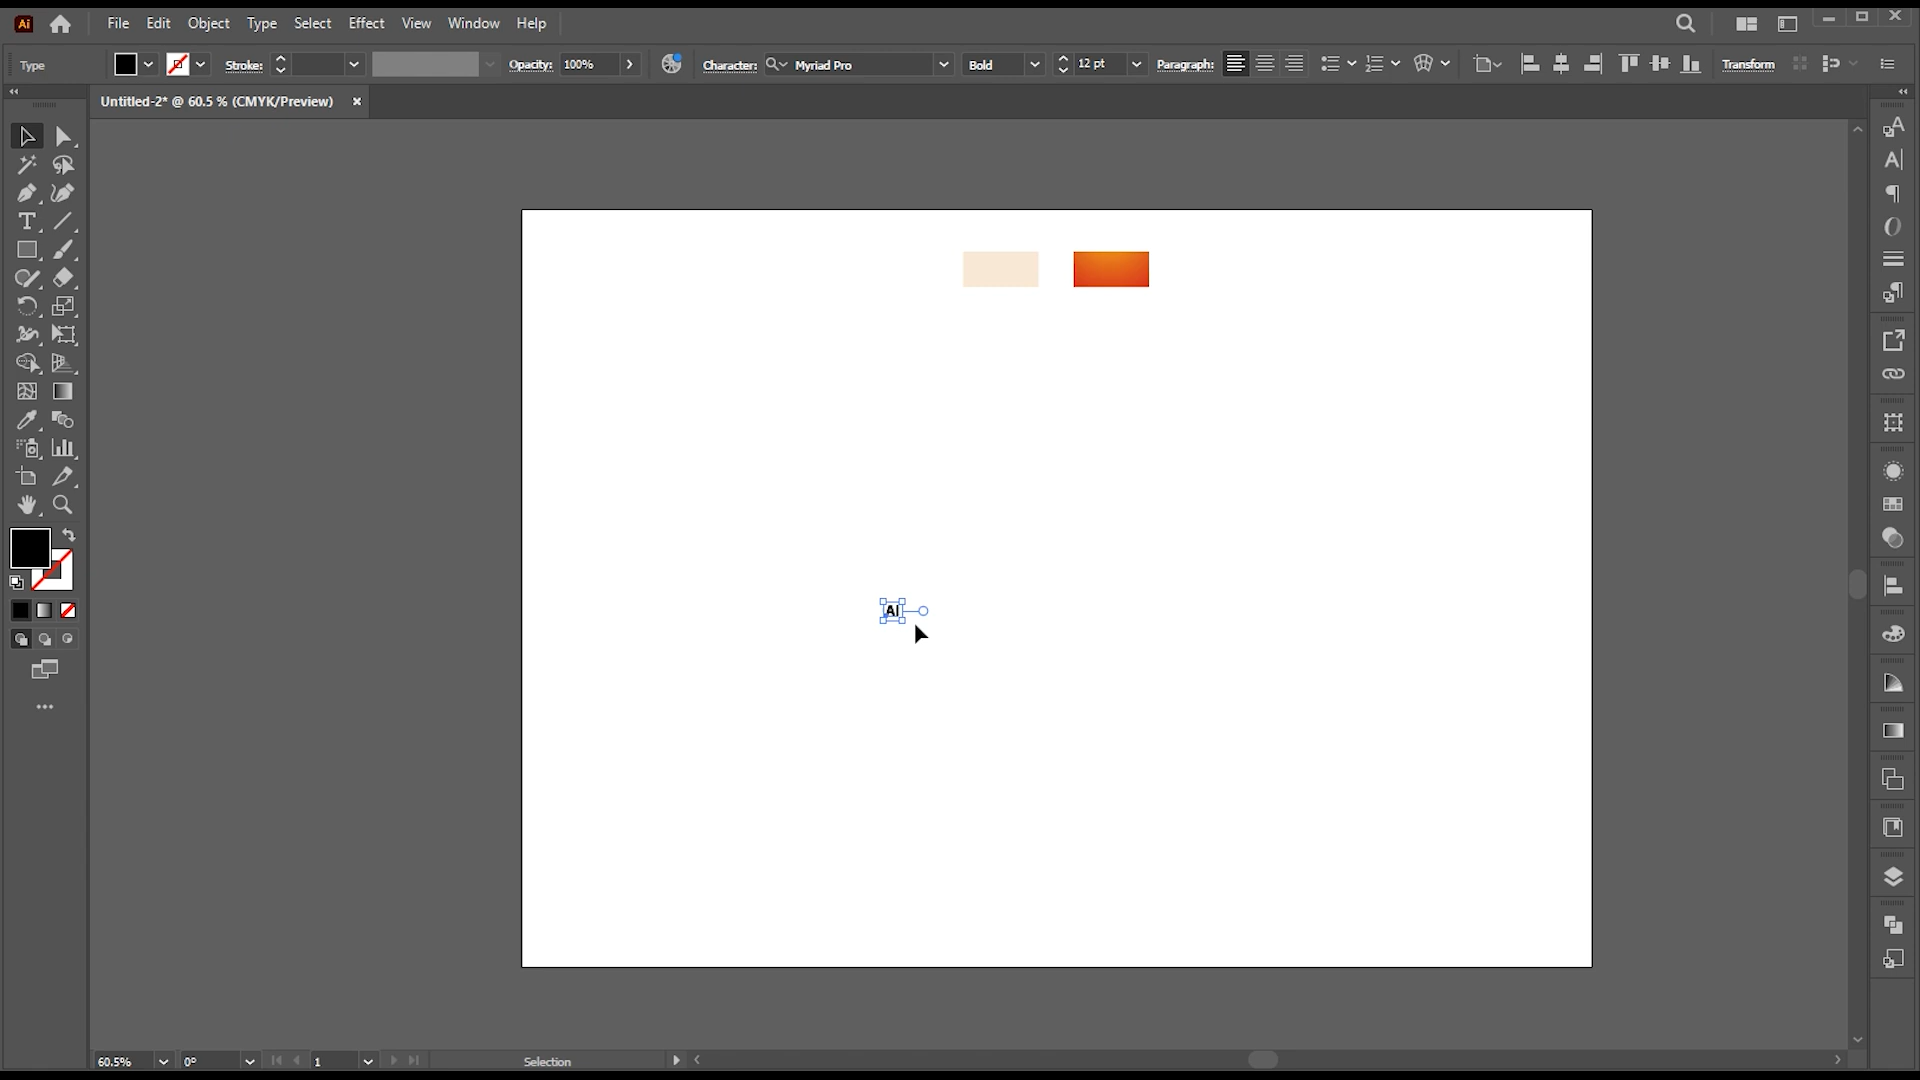 Ai File Edit Object Type Select Effect View Window Help
Type Stroke: Opacity: 100% Character: Myriad Pro Bold 12 pt Paragraph: Transform
Untitled-2* @ 60.5 % (CMYK/Preview) ×
AI
60.5% 0° 1 Selection